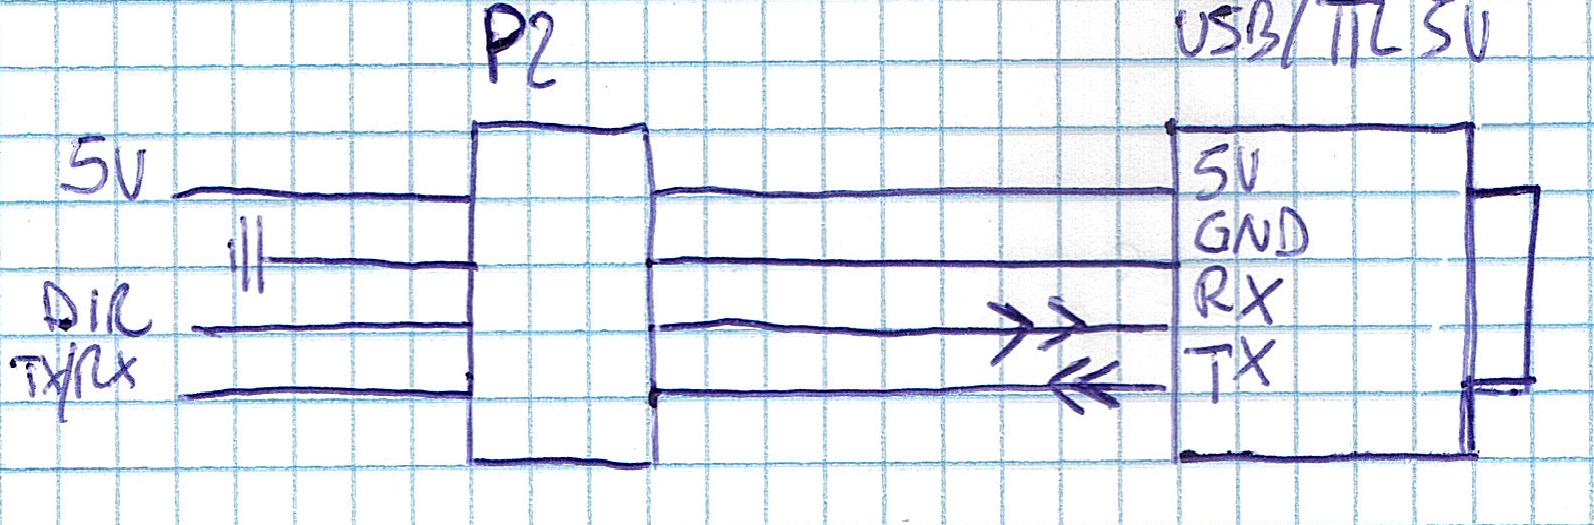 P2
USB/TTL 5V
5V
DIR
TX/RX
5V
GND
RX
TX